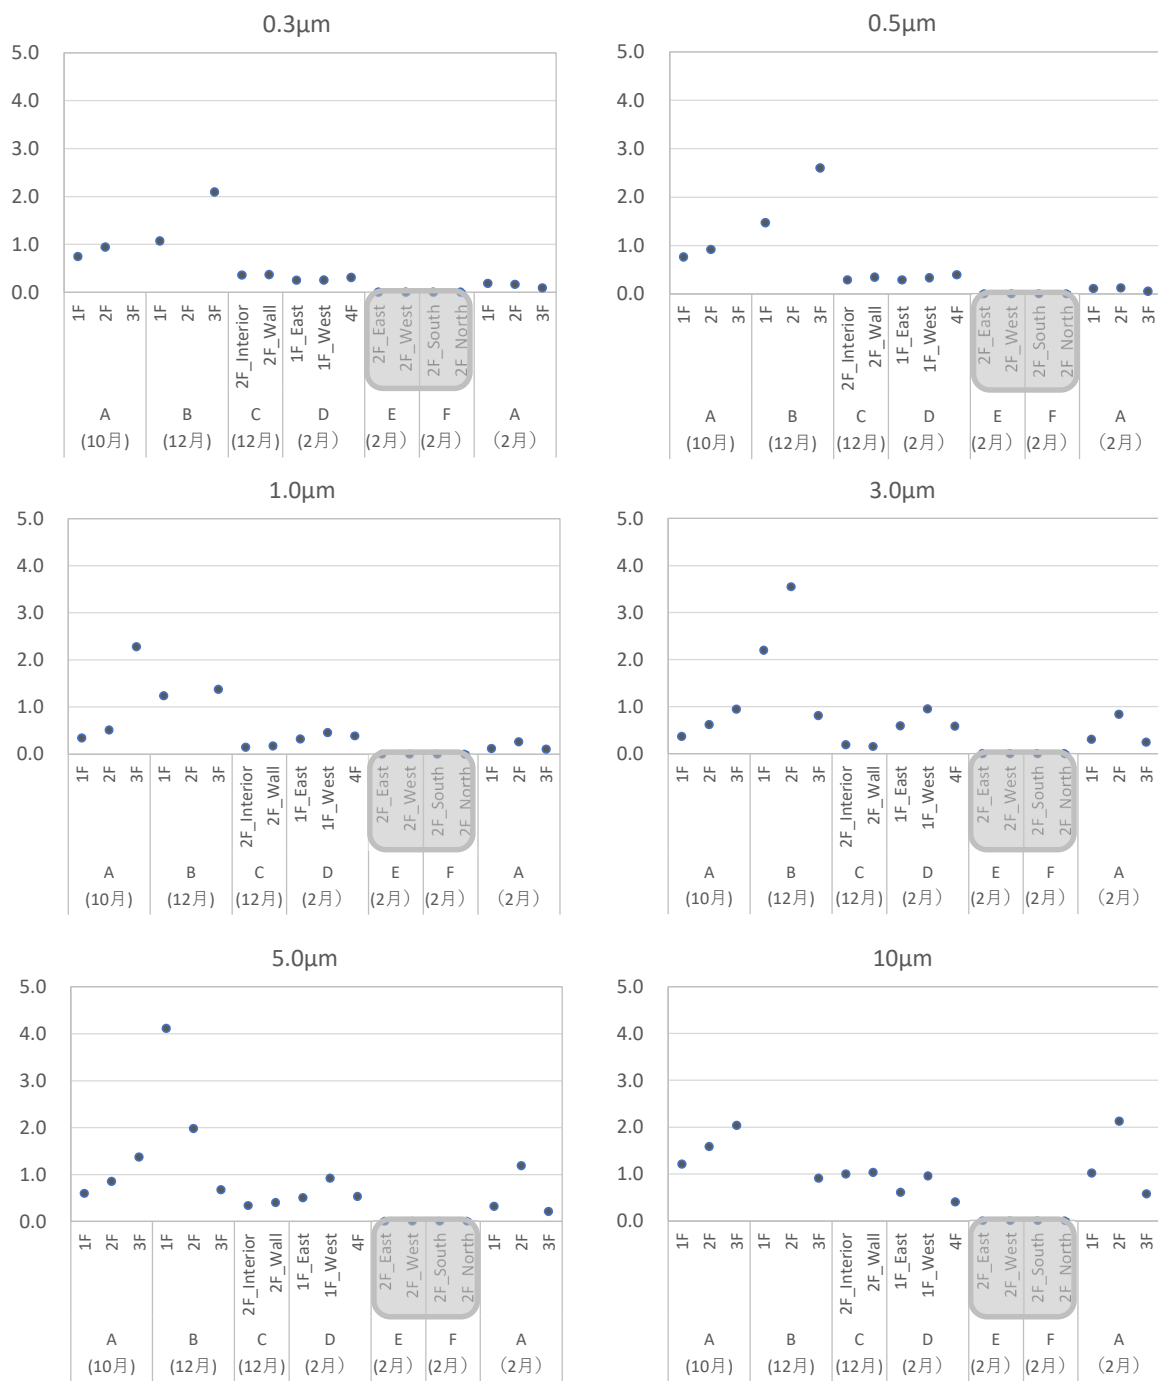 0.3μm
5.0
4.0
3.0
2.0
1.0
0.0
1F 2F 3F 1F 2F 3F 2F_Interior 2F_Wall 1F_East 1F_West 4F 2F_East 2F_West 2F_South 2F_North 1F 2F 3F
A B C D E F A
(10月) (12月) (12月) (2月） (2月） (2月） （2月）
0.5μm
5.0
4.0
3.0
2.0
1.0
0.0
1F 2F 3F 1F 2F 3F 2F_Interior 2F_Wall 1F_East 1F_West 4F 2F_East 2F_West 2F_South 2F_North 1F 2F 3F
A B C D E F A
(10月) (12月) (12月) (2月） (2月） (2月） （2月）
1.0μm
5.0
4.0
3.0
2.0
1.0
0.0
1F 2F 3F 1F 2F 3F 2F_Interior 2F_Wall 1F_East 1F_West 4F 2F_East 2F_West 2F_South 2F_North 1F 2F 3F
A B C D E F A
(10月) (12月) (12月) (2月） (2月） (2月） （2月）
3.0μm
5.0
4.0
3.0
2.0
1.0
0.0
1F 2F 3F 1F 2F 3F 2F_Interior 2F_Wall 1F_East 1F_West 4F 2F_East 2F_West 2F_South 2F_North 1F 2F 3F
A B C D E F A
(10月) (12月) (12月) (2月） (2月） (2月） （2月）
5.0μm
5.0
4.0
3.0
2.0
1.0
0.0
1F 2F 3F 1F 2F 3F 2F_Interior 2F_Wall 1F_East 1F_West 4F 2F_East 2F_West 2F_South 2F_North 1F 2F 3F
A B C D E F A
(10月) (12月) (12月) (2月） (2月） (2月） （2月）
10μm
5.0
4.0
3.0
2.0
1.0
0.0
1F 2F 3F 1F 2F 3F 2F_Interior 2F_Wall 1F_East 1F_West 4F 2F_East 2F_West 2F_South 2F_North 1F 2F 3F
A B C D E F A
(10月) (12月) (12月) (2月） (2月） (2月） （2月）